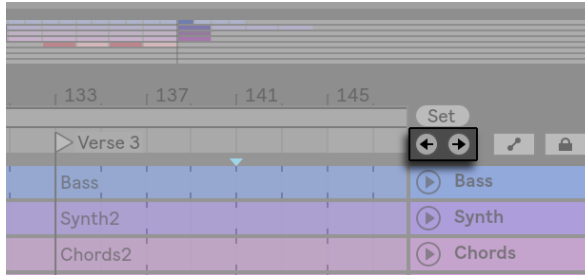 133 137 141 145
Set
Verse 3
Bass Bass
Synth2 Synth
Chords2 Chords